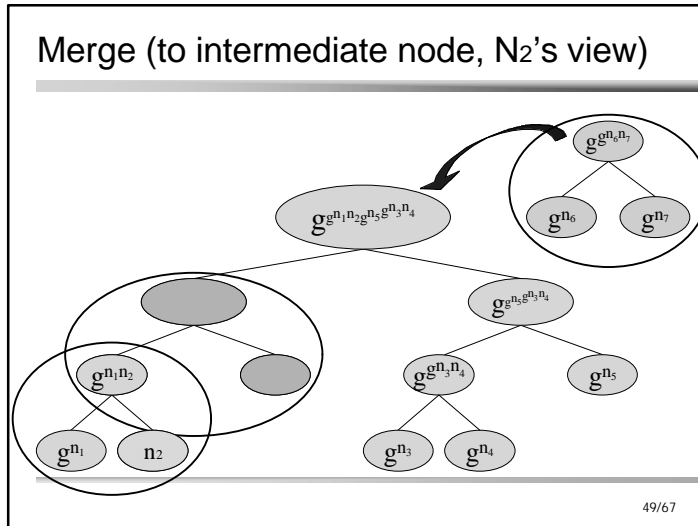 Merge (to intermediate node, N₂'s view)
g^{g^{n₆n₇}}
g^{n₆} g^{n₇}
g^{g^{n₁n₂}g^{n₅g^{n₃n₄}}}
g^{g^{n₅g^{n₃n₄}}}
g^{n₁n₂} g^{g^{n₃n₄}} g^{n₅}
g^{n₁} n₂ g^{n₃} g^{n₄}
49/67